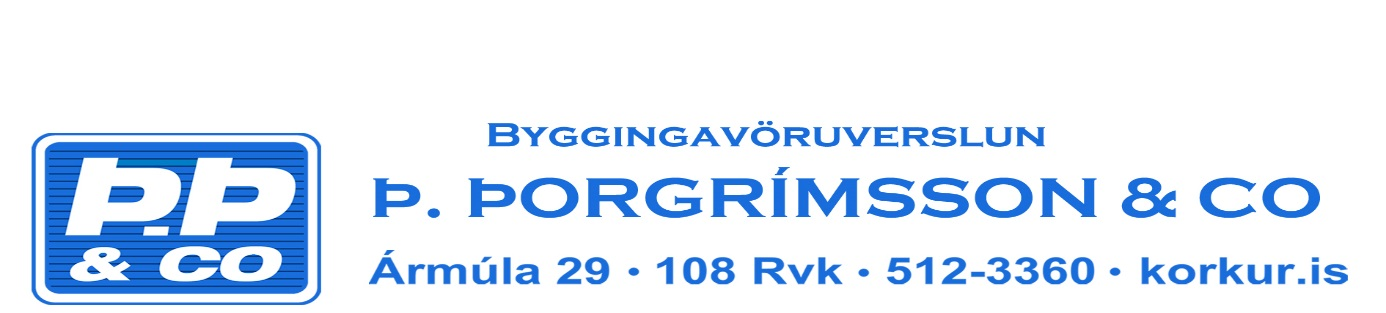 Þ.Þ
& CO
BYGGINGAVÖRUVERSLUN
Þ. ÞORGRÍMSSON & CO
Ármúla 29 · 108 Rvk · 512-3360 · korkur.is